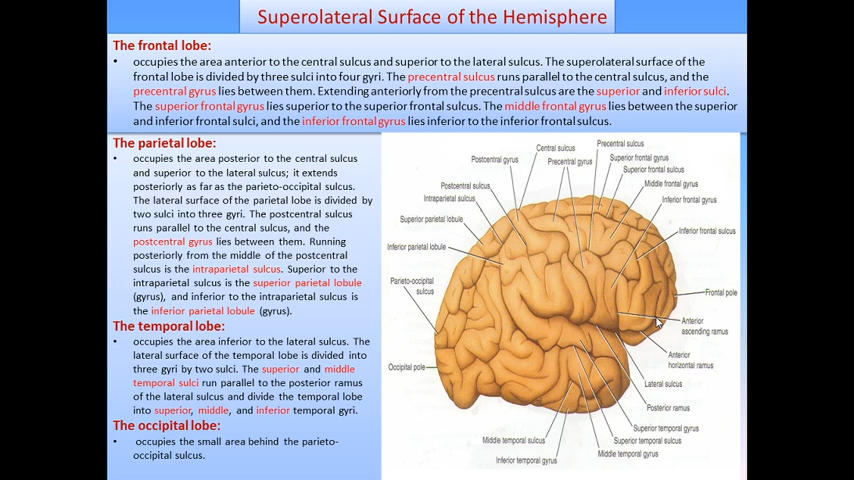 Superolateral Surface of the Hemisphere
The frontal lobe:
• occupies the area anterior to the central sulcus and superior to the lateral sulcus. The superolateral surface of the
frontal lobe is divided by three sulci into four gyri. The precentral sulcus runs parallel to the central sulcus, and the
precentral gyrus lies between them. Extending anteriorly from the precentral sulcus are the superior and inferior sulci.
The superior frontal gyrus lies superior to the superior frontal sulcus. The middle frontal gyrus lies between the superior
and inferior frontal sulci, and the inferior frontal gyrus lies inferior to the inferior frontal sulcus.
The parietal lobe:
• occupies the area posterior to the central sulcus
and superior to the lateral sulcus; it extends
posteriorly as far as the parieto-occipital sulcus.
The lateral surface of the parietal lobe is divided by
two sulci into three gyri. The postcentral sulcus
runs parallel to the central sulcus, and the
postcentral gyrus lies between them. Running
posteriorly from the middle of the postcentral
sulcus is the intraparietal sulcus. Superior to the
intraparietal sulcus is the superior parietal lobule
(gyrus), and inferior to the intraparietal sulcus is
the inferior parietal lobule (gyrus).
The temporal lobe:
• occupies the area inferior to the lateral sulcus. The
lateral surface of the temporal lobe is divided into
three gyri by two sulci. The superior and middle
temporal sulci run parallel to the posterior ramus
of the lateral sulcus and divide the temporal lobe
into superior, middle, and inferior temporal gyri.
The occipital lobe:
• occupies the small area behind the parieto-
occipital sulcus.
Precentral sulcus
Central sulcus
Superior frontal gyrus
Postcentral gyrus
Precentral gyrus
Superior frontal sulcus
Postcentral sulcus
Middle frontal gyrus
Intraparietal sulcus
Inferior frontal gyrus
Superior parietal lobule
Inferior frontal sulcus
Inferior parietal lobule
Parieto-occipital
sulcus
Frontal pole
Anterior
ascending ramus
Anterior
horizontal ramus
Occipital pole
Lateral sulcus
Posterior ramus
Superior temporal gyrus
Middle temporal sulcus
Superior temporal sulcus
Middle temporal gyrus
Inferior temporal gyrus